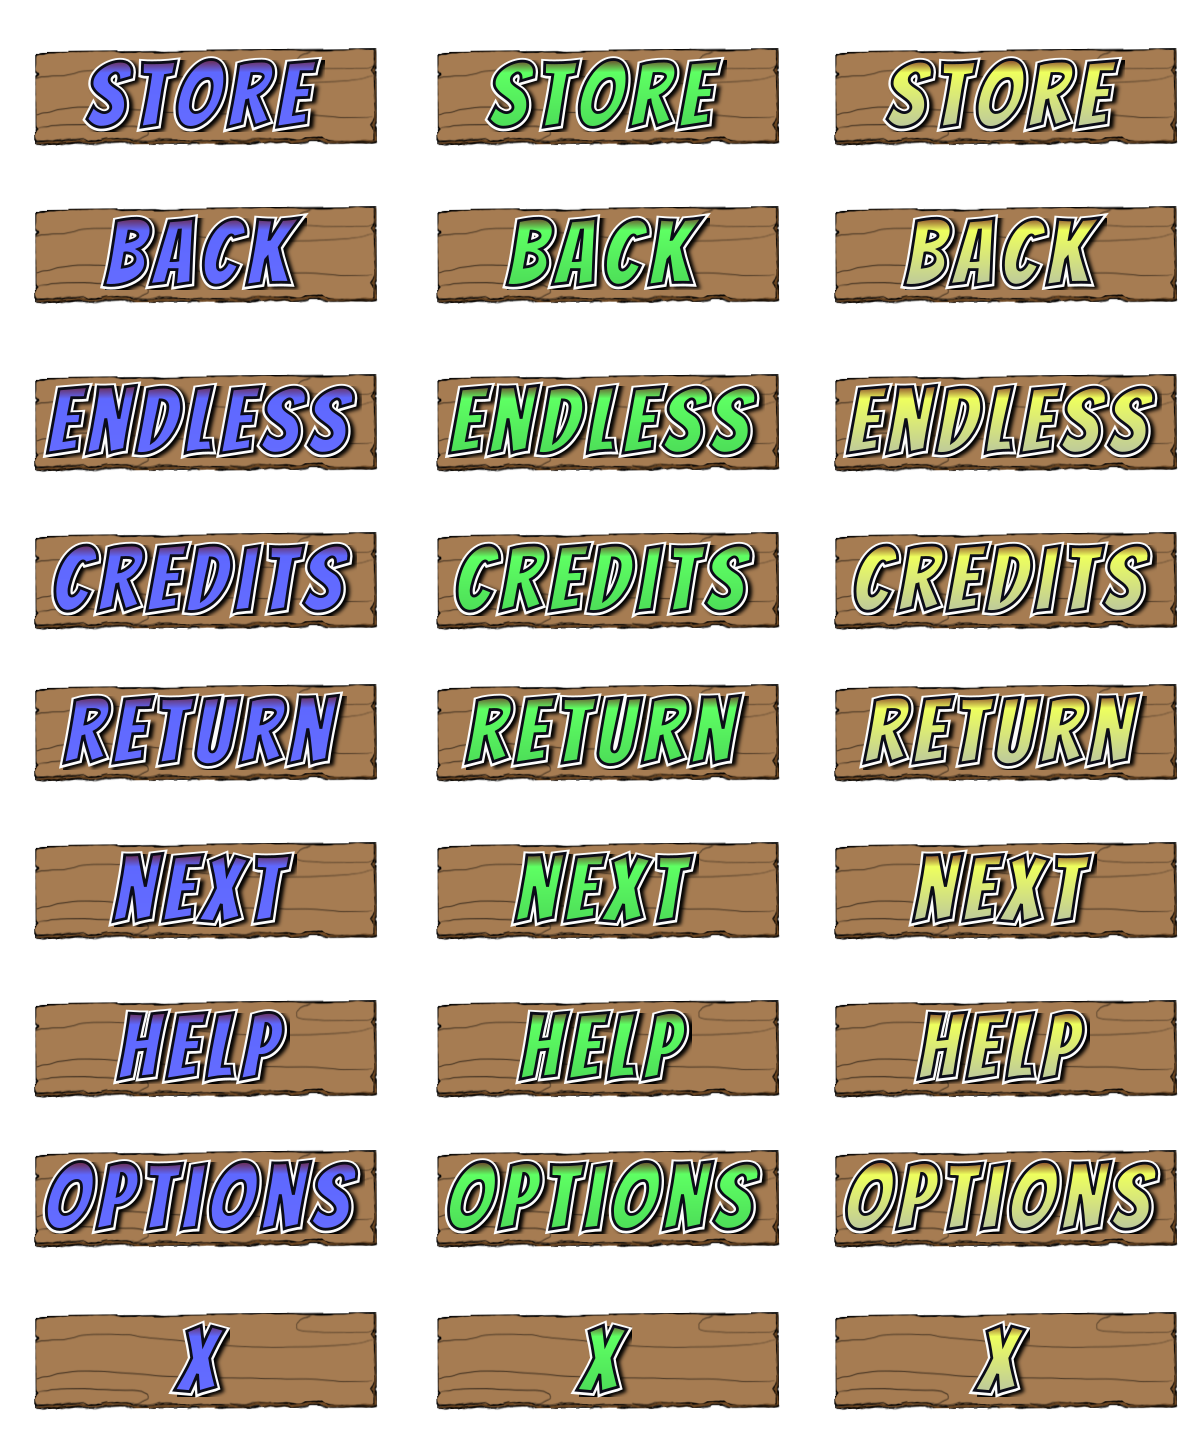 STORE STORE STORE
BACK BACK BACK
ENDLESS ENDLESS ENDLESS
CREDITS CREDITS CREDITS
RETURN RETURN RETURN
NEXT NEXT NEXT
HELP HELP HELP
OPTIONS OPTIONS OPTIONS
X X X